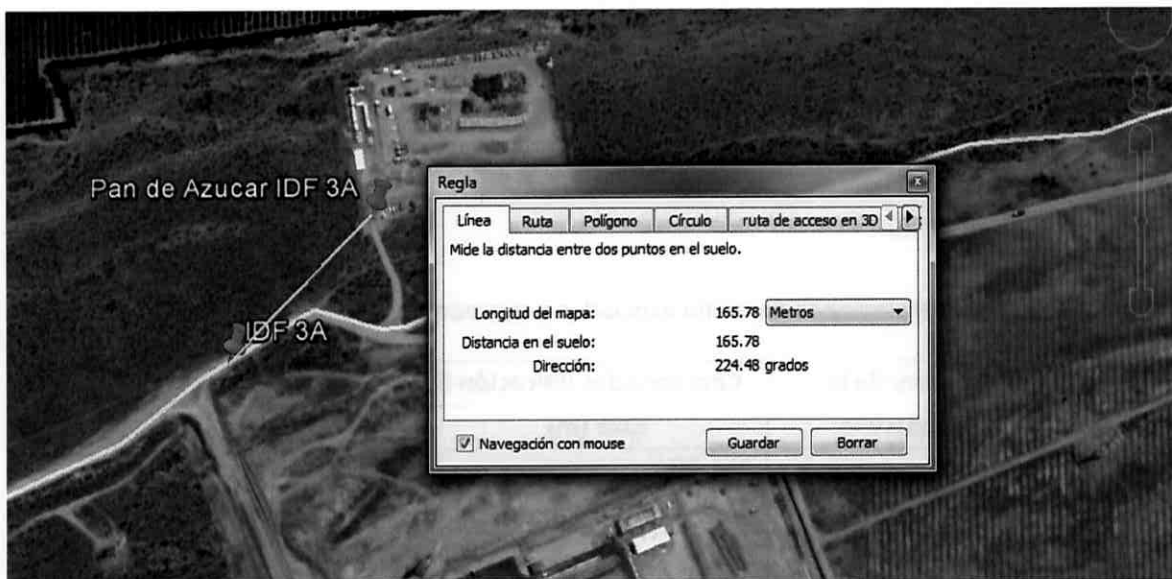 Pan de Azucar IDF 3A
IDF 3A
Regla
Línea Ruta Polígono Círculo ruta de acceso en 3D
Mide la distancia entre dos puntos en el suelo.
Longitud del mapa: 165.78 Metros
Distancia en el suelo: 165.78
Dirección: 224.48 grados
Navegación con mouse Guardar Borrar